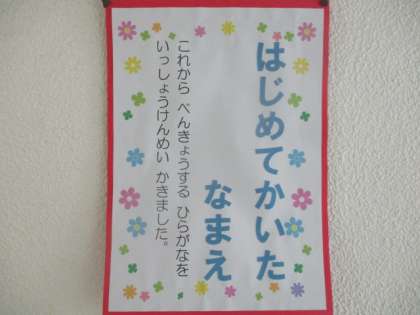 はじめてかいた
なまえ
これから べんきょうする ひらがなを
いっしょうけんめい かきました。